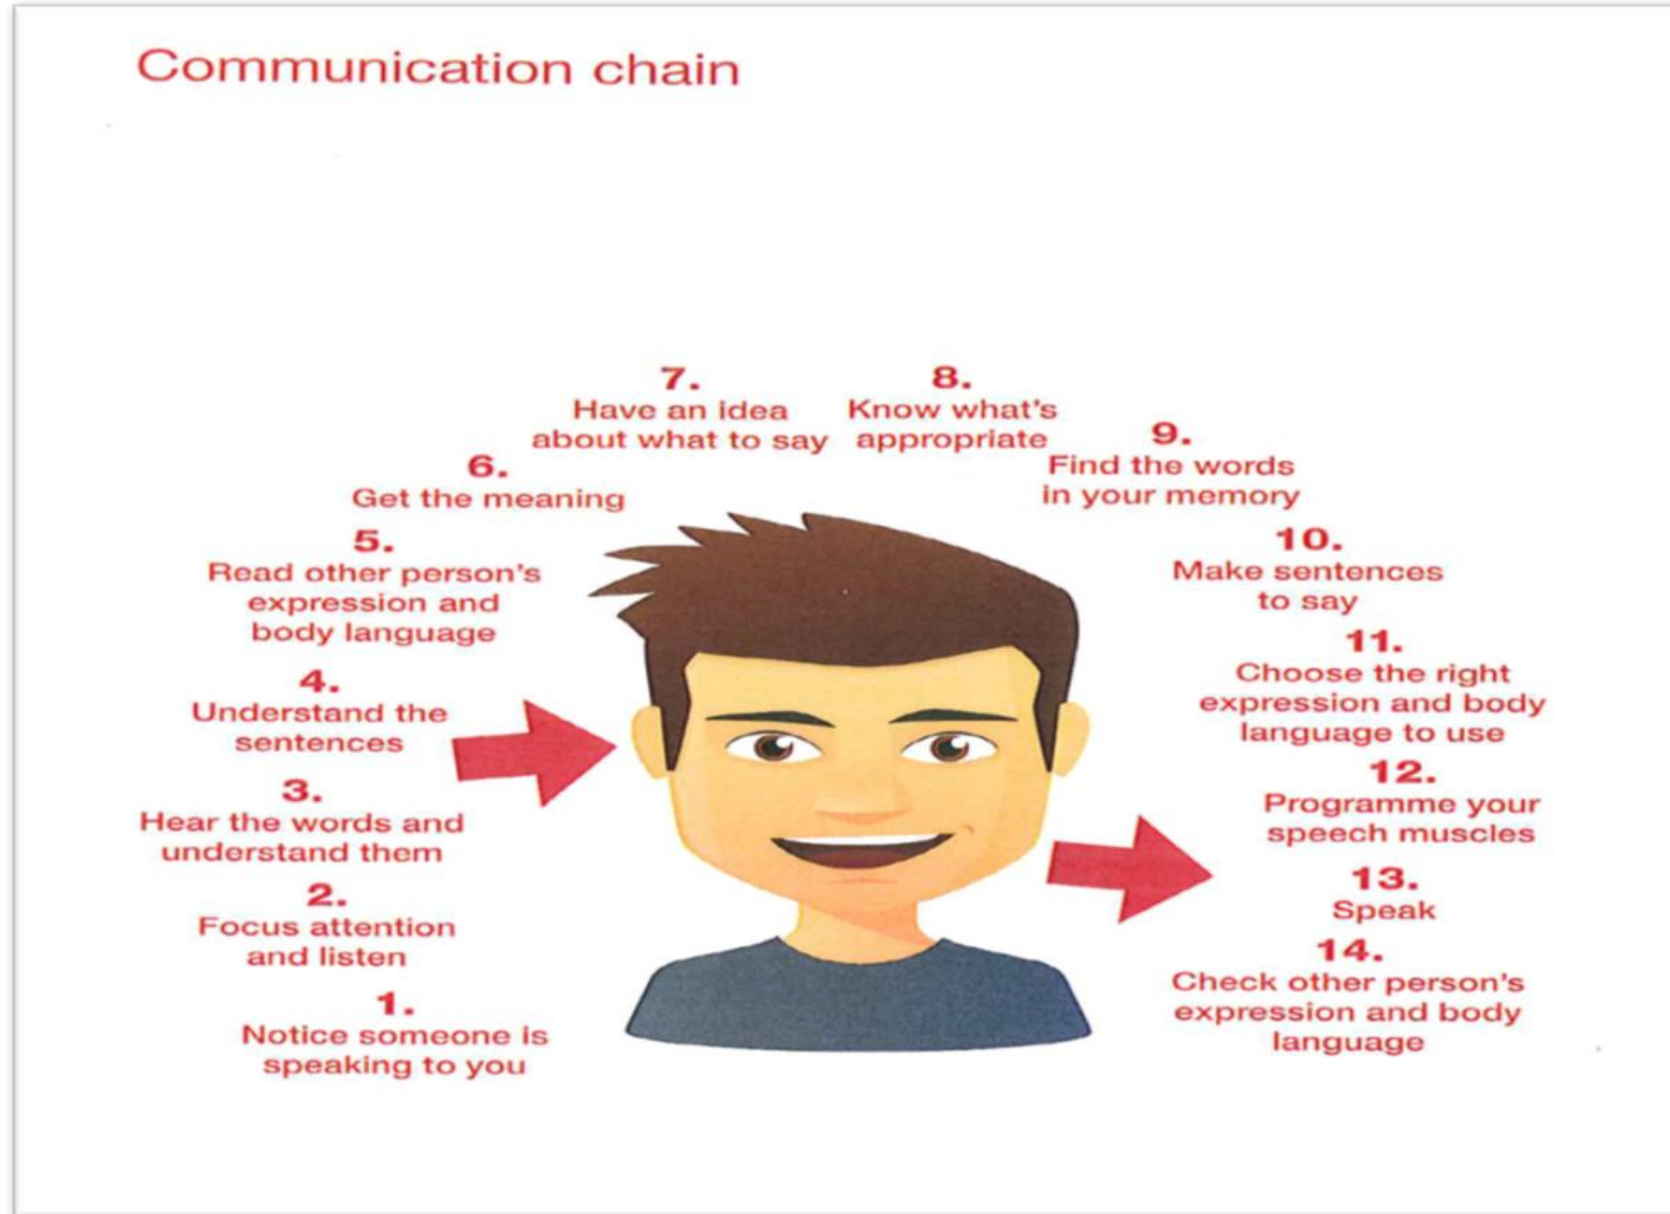 Communication chain
1.
Notice someone is
speaking to you
2.
Focus attention
and listen
3.
Hear the words and
understand them
4.
Understand the
sentences
5.
Read other person's
expression and
body language
6.
Get the meaning
7.
Have an idea
about what to say
8.
Know what's
appropriate
9.
Find the words
in your memory
10.
Make sentences
to say
11.
Choose the right
expression and body
language to use
12.
Programme your
speech muscles
13.
Speak
14.
Check other person's
expression and body
language